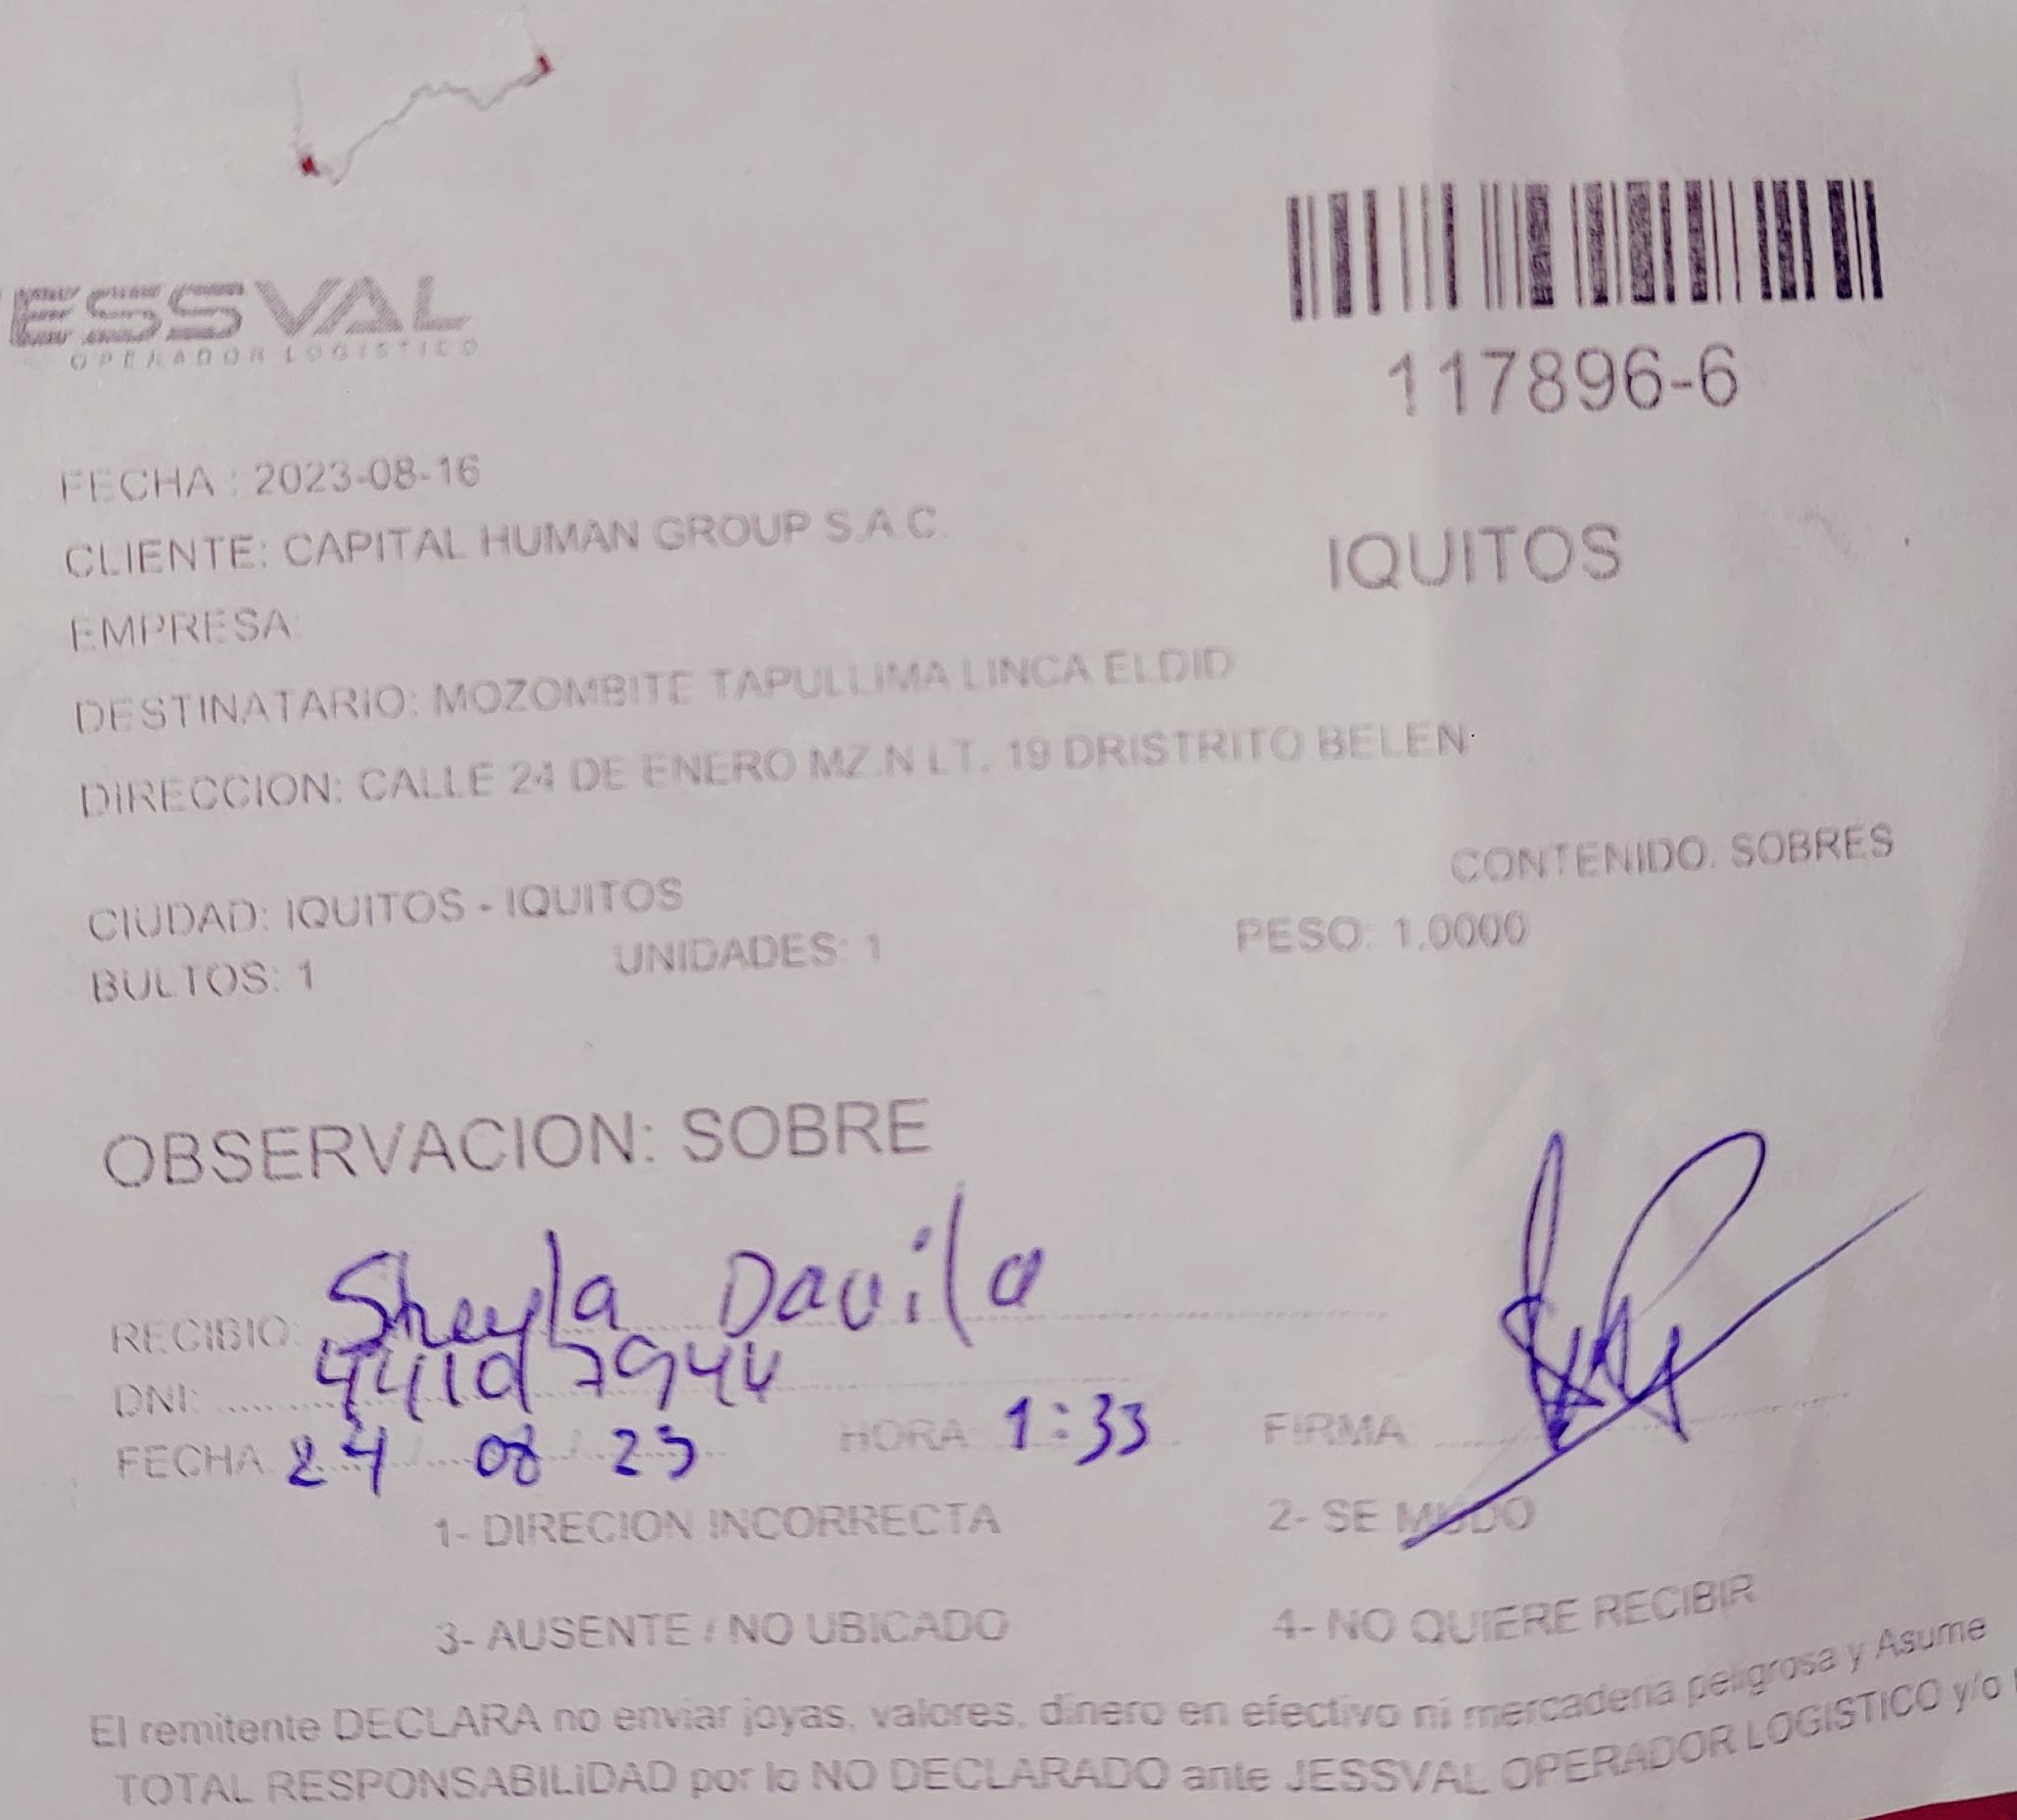 ESSVAL
OPERADOR LOGISTICO
117896-6
FECHA : 2023-08-16
CLIENTE: CAPITAL HUMAN GROUP S.A.C.
IQUITOS
EMPRESA:
DESTINATARIO: MOZOMBITE TAPULLIMA LINCA ELDID
DIRECCION: CALLE 24 DE ENERO MZ.N LT. 19 DRISTRITO BELEN
CONTENIDO: SOBRES
CIUDAD: IQUITOS - IQUITOS
BULTOS: 1 UNIDADES: 1 PESO: 1.0000
OBSERVACION: SOBRE
RECIBIO: Sheyla Davila
DNI:
FECHA: 24 / 08 / 23 HORA 1:33 FIRMA
1- DIRECION INCORRECTA 2- SE MUDO
3- AUSENTE / NO UBICADO 4- NO QUIERE RECIBIR
El remitente DECLARA no enviar joyas, valores, dinero en efectivo ni mercaderia peligrosa y Asume
TOTAL RESPONSABILIDAD por lo NO DECLARADO ante JESSVAL OPERADOR LOGISTICO y/o